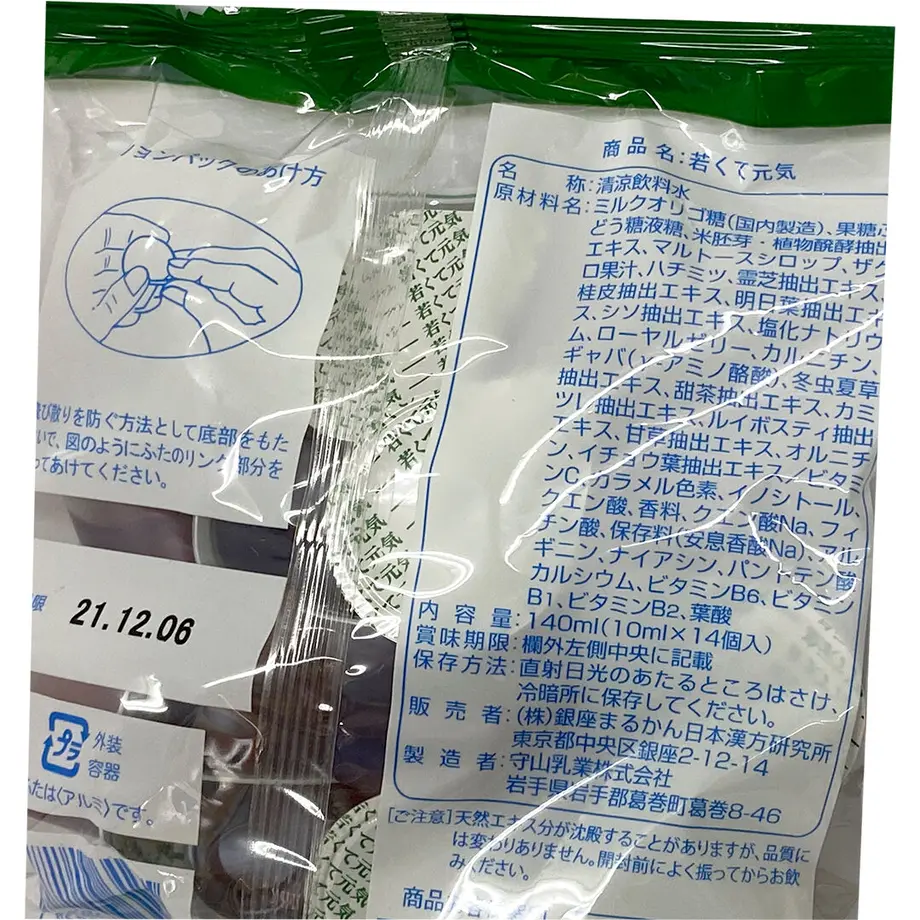 ションパックのあけ方
び散りを防ぐ方法として底部をもた
いで、図のようにふたのリング部分を
ってあけてください。
限 21.12.06
プラ
外装
容器
たは〈アルミ〉です。
商品名:若くて元気
名 称:清涼飲料水
原材料名:ミルクオリゴ糖(国内製造)、果糖ぶ
どう糖液糖、米胚芽・植物醗酵抽出
エキス、マルトースシロップ、ザク
ロ果汁、ハチミツ、霊芝抽出エキス、
桂皮抽出エキス、明日葉抽出エキ
ス、シソ抽出エキス、塩化ナトリウ
ム、ローヤルゼリー、カルニチン、
ギャバ(γ-アミノ酪酸)、冬虫夏草
抽出エキス、甜茶抽出エキス、カミ
ツレ抽出エキス、ルイボスティ抽出
エキス、甘草抽出エキス、オルニチ
ン、イチョウ葉抽出エキス/ビタミ
ンC、カラメル色素、イノシトール、
クエン酸、香料、クエン酸Na、フィ
チン酸、保存料(安息香酸Na)、アル
ギニン、ナイアシン、パントテン酸
カルシウム、ビタミンB6、ビタミン
B1、ビタミンB2、葉酸
内容量:140ml(10ml×14個入)
賞味期限:欄外左側中央に記載
保存方法:直射日光のあたるところはさけ、
冷暗所に保存してください。
販売者:(株)銀座まるかん日本漢方研究所
東京都中央区銀座2-12-14
製造者:守山乳業株式会社
岩手県岩手郡葛巻町葛巻8-46
[ご注意]天然エキス分が沈殿することがありますが、品質に
は変わりありません。開封前によく振ってからお飲
みください。
商品
若くて元気
若くて元気
若くて元気